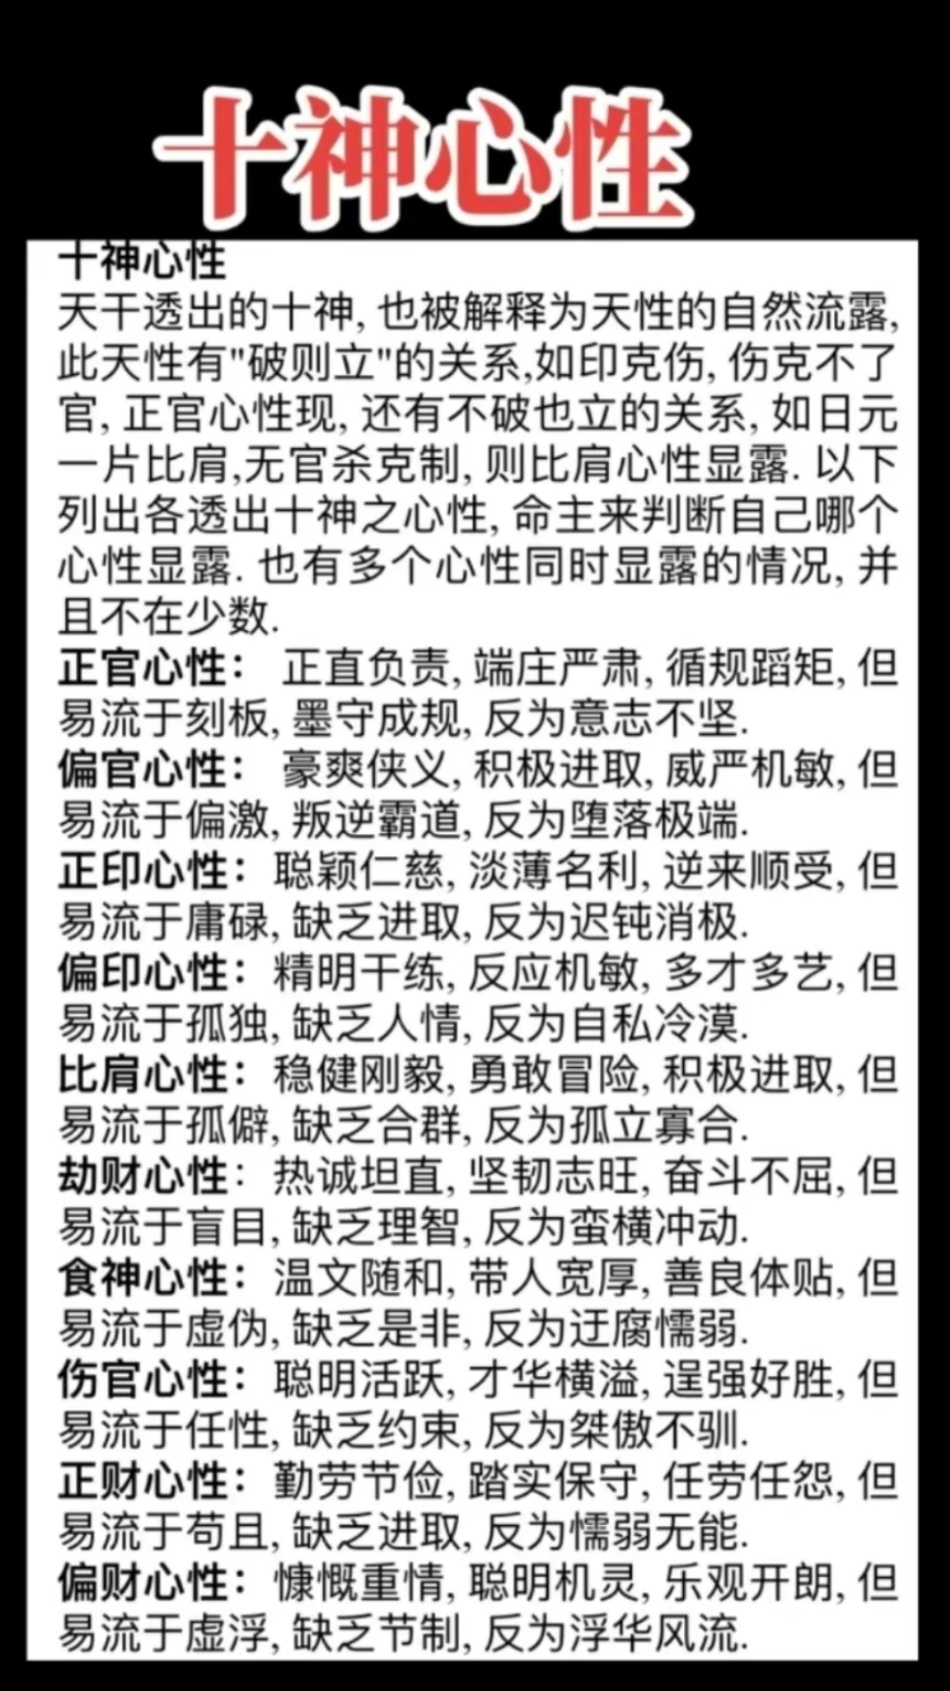 十神心性
十神心性
天干透出的十神, 也被解释为天性的自然流露,
此天性有"破则立"的关系,如印克伤, 伤克不了
官, 正官心性现, 还有不破也立的关系, 如日元
一片比肩,无官杀克制, 则比肩心性显露. 以下
列出各透出十神之心性, 命主来判断自己哪个
心性显露. 也有多个心性同时显露的情况, 并
且不在少数.
正官心性: 正直负责, 端庄严肃, 循规蹈矩, 但
易流于刻板, 墨守成规, 反为意志不坚.
偏官心性: 豪爽侠义, 积极进取, 威严机敏, 但
易流于偏激, 叛逆霸道, 反为堕落极端.
正印心性: 聪颖仁慈, 淡薄名利, 逆来顺受, 但
易流于庸碌, 缺乏进取, 反为迟钝消极.
偏印心性: 精明干练, 反应机敏, 多才多艺, 但
易流于孤独, 缺乏人情, 反为自私冷漠.
比肩心性: 稳健刚毅, 勇敢冒险, 积极进取, 但
易流于孤僻, 缺乏合群, 反为孤立寡合.
劫财心性: 热诚坦直, 坚韧志旺, 奋斗不屈, 但
易流于盲目, 缺乏理智, 反为蛮横冲动.
食神心性: 温文随和, 带人宽厚, 善良体贴, 但
易流于虚伪, 缺乏是非, 反为迂腐懦弱.
伤官心性: 聪明活跃, 才华横溢, 逞强好胜, 但
易流于任性, 缺乏约束, 反为桀傲不驯.
正财心性: 勤劳节俭, 踏实保守, 任劳任怨, 但
易流于苟且, 缺乏进取, 反为懦弱无能.
偏财心性: 慷慨重情, 聪明机灵, 乐观开朗, 但
易流于虚浮, 缺乏节制, 反为浮华风流.